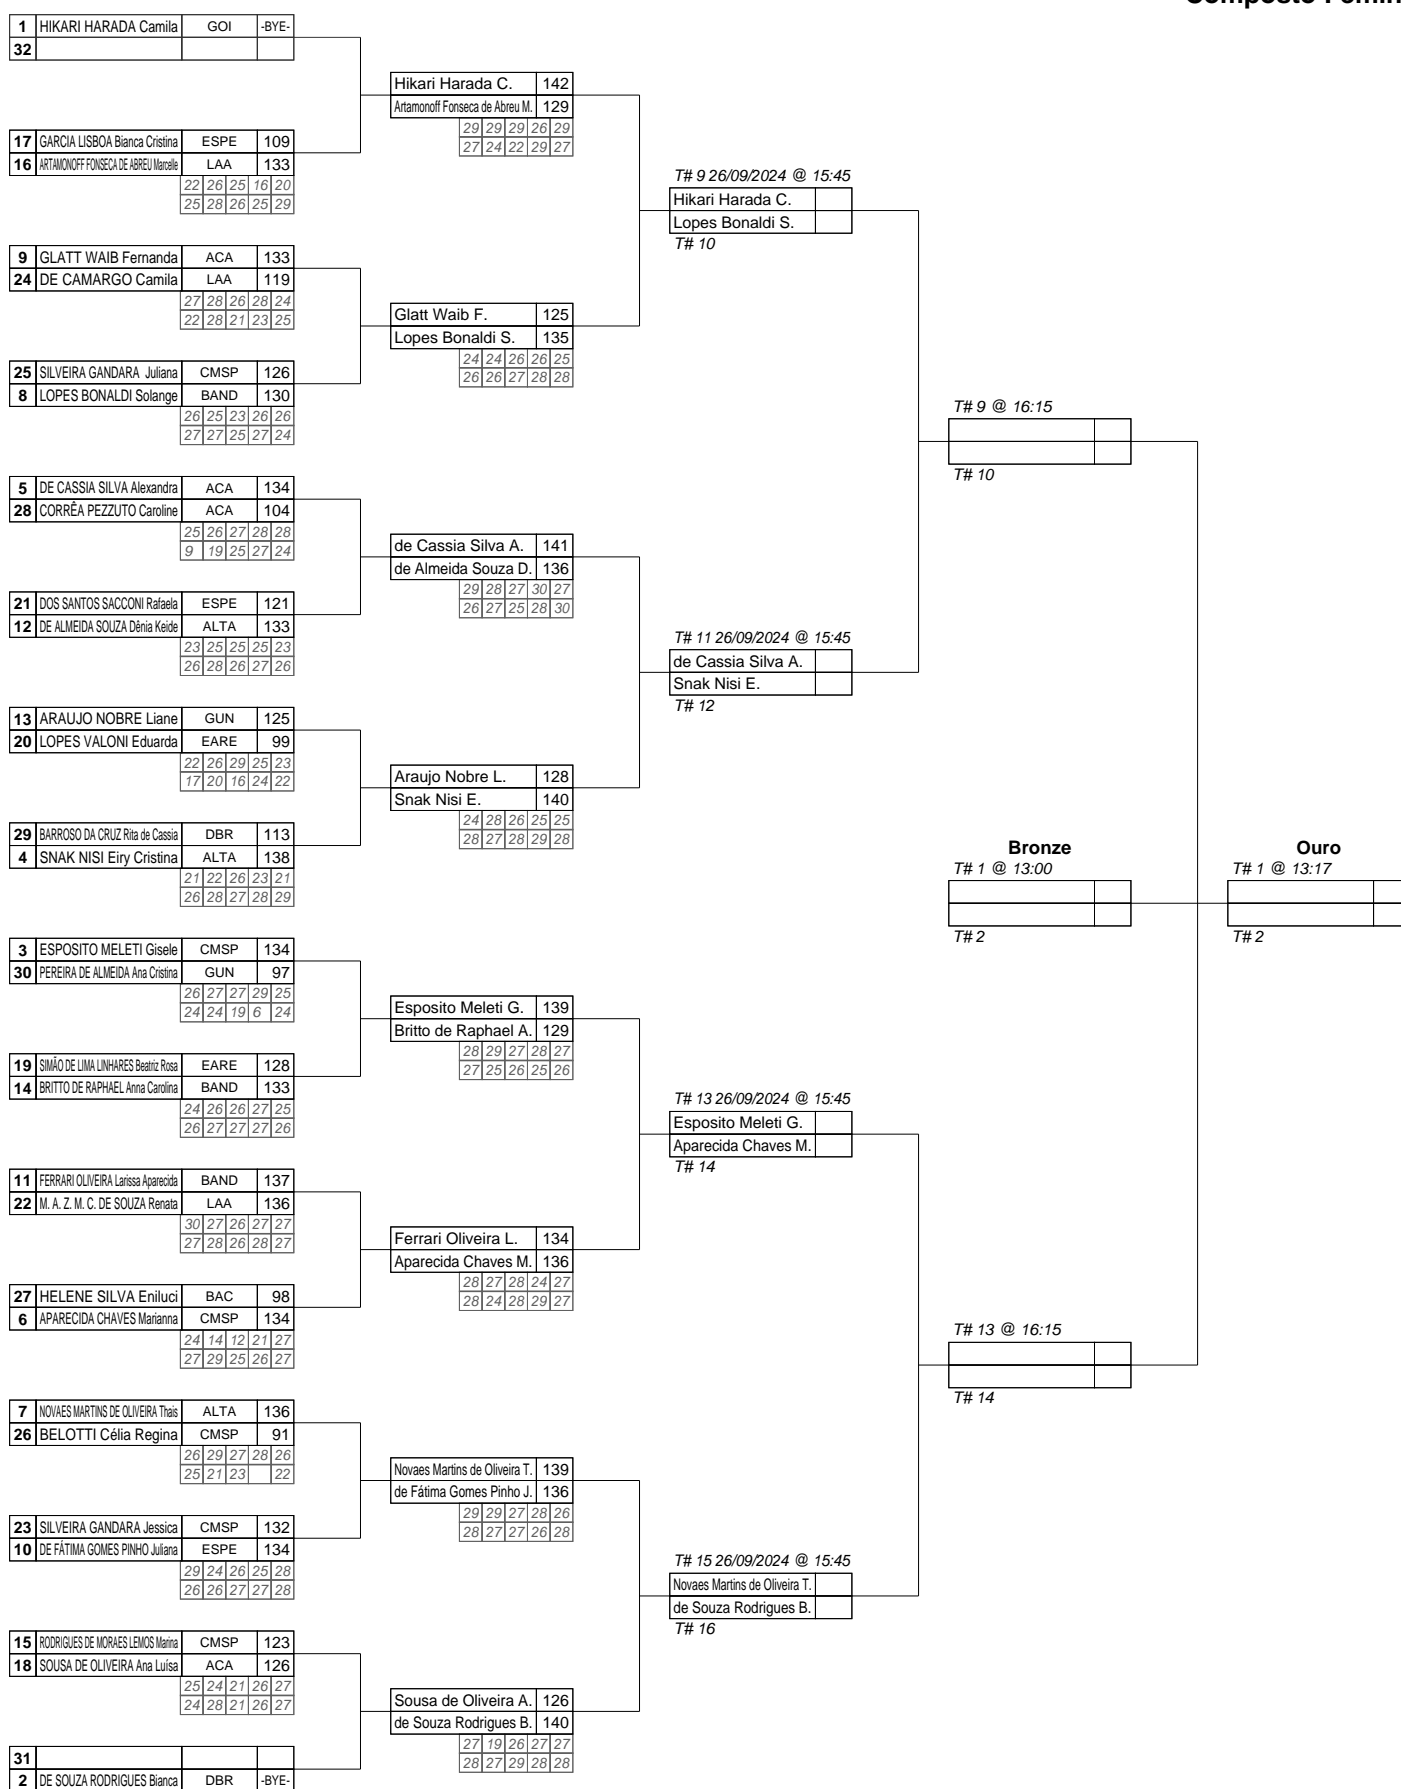 1 HIKARI HARADA Camila GOI -BYE-
32
17 GARCIA LISBOA Bianca Cristina ESPE 109
16 ARTAMONOFF FONSECA DE ABREU Marcelle LAA 133
22 26 25 16 20
25 28 26 25 29
9 GLATT WAIB Fernanda ACA 133
24 DE CAMARGO Camila LAA 119
27 28 26 28 24
22 28 21 23 25
25 SILVEIRA GANDARA Juliana CMSP 126
8 LOPES BONALDI Solange BAND 130
26 25 23 26 26
27 27 25 27 24
5 DE CASSIA SILVA Alexandra ACA 134
28 CORRÊA PEZZUTO Caroline ACA 104
25 26 27 28 28
9 19 25 27 24
21 DOS SANTOS SACCONI Rafaela ESPE 121
12 DE ALMEIDA SOUZA Dênia Keide ALTA 133
23 25 25 25 23
26 28 26 27 26
13 ARAUJO NOBRE Liane GUN 125
20 LOPES VALONI Eduarda EARE 99
22 26 29 25 23
17 20 16 24 22
29 BARROSO DA CRUZ Rita de Cassia DBR 113
4 SNAK NISI Eiry Cristina ALTA 138
21 22 26 23 21
26 28 27 28 29
3 ESPOSITO MELETI Gisele CMSP 134
30 PEREIRA DE ALMEIDA Ana Cristina GUN 97
26 27 27 29 25
24 24 19 6 24
19 SIMÃO DE LIMA LINHARES Beatriz Rosa EARE 128
14 BRITTO DE RAPHAEL Anna Carolina BAND 133
24 26 26 27 25
26 27 27 27 26
11 FERRARI OLIVEIRA Larissa Aparecida BAND 137
22 M. A. Z. M. C. DE SOUZA Renata LAA 136
30 27 26 27 27
27 28 26 28 27
27 HELENE SILVA Eniluci BAC 98
6 APARECIDA CHAVES Marianna CMSP 134
24 14 12 21 27
27 29 25 26 27
7 NOVAES MARTINS DE OLIVEIRA Thais ALTA 136
26 BELOTTI Célia Regina CMSP 91
26 29 27 28 26
25 21 23 22
23 SILVEIRA GANDARA Jessica CMSP 132
10 DE FÁTIMA GOMES PINHO Juliana ESPE 134
29 24 26 25 28
26 26 27 27 28
15 RODRIGUES DE MORAES LEMOS Marina CMSP 123
18 SOUSA DE OLIVEIRA Ana Luísa ACA 126
25 24 21 26 27
24 28 21 26 27
31
2 DE SOUZA RODRIGUES Bianca DBR -BYE-
Hikari Harada C. 142
Artamonoff Fonseca de Abreu M. 129
29 29 29 26 29
27 24 22 29 27
Glatt Waib F. 125
Lopes Bonaldi S. 135
24 24 26 26 25
26 26 27 28 28
de Cassia Silva A. 141
de Almeida Souza D. 136
29 28 27 30 27
26 27 25 28 30
Araujo Nobre L. 128
Snak Nisi E. 140
24 28 26 25 25
28 27 28 29 28
Esposito Meleti G. 139
Britto de Raphael A. 129
28 29 27 28 27
27 25 26 25 26
Ferrari Oliveira L. 134
Aparecida Chaves M. 136
28 27 28 24 27
28 24 28 29 27
Novaes Martins de Oliveira T. 139
de Fátima Gomes Pinho J. 136
29 29 27 28 26
28 27 27 26 28
Sousa de Oliveira A. 126
de Souza Rodrigues B. 140
27 19 26 27 27
28 27 29 28 28
T# 9 26/09/2024 @ 15:45
Hikari Harada C.
Lopes Bonaldi S.
T# 10
T# 11 26/09/2024 @ 15:45
de Cassia Silva A.
Snak Nisi E.
T# 12
T# 13 26/09/2024 @ 15:45
Esposito Meleti G.
Aparecida Chaves M.
T# 14
T# 15 26/09/2024 @ 15:45
Novaes Martins de Oliveira T.
de Souza Rodrigues B.
T# 16
T# 9 @ 16:15
T# 10
Bronze
T# 1 @ 13:00
T# 2
T# 13 @ 16:15
T# 14
Ouro
T# 1 @ 13:17
T# 2